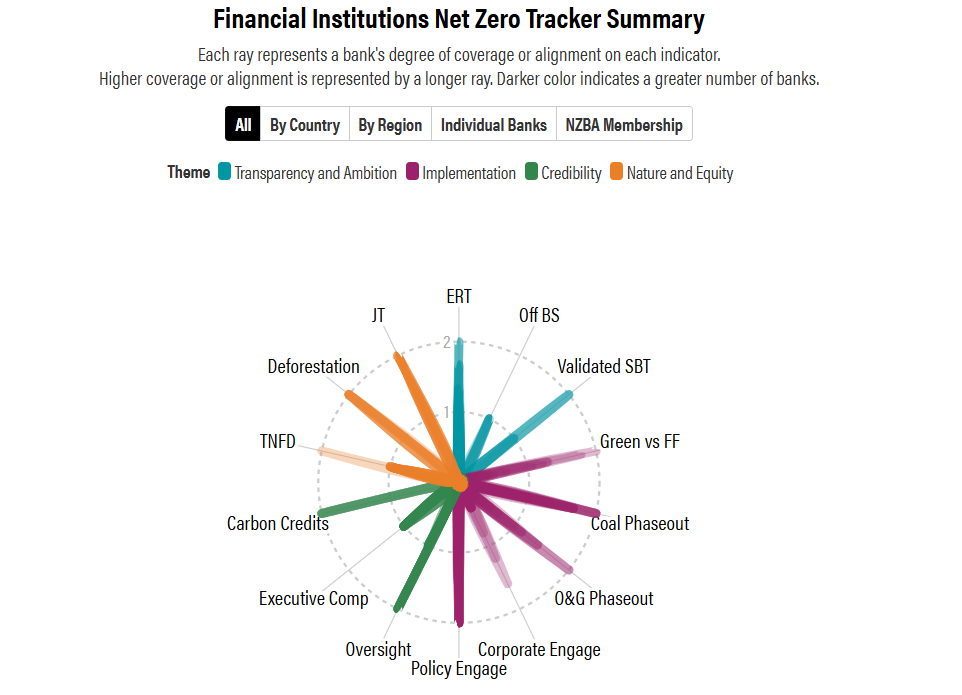 Financial Institutions Net Zero Tracker Summary
Each ray represents a bank's degree of coverage or alignment on each indicator.
Higher coverage or alignment is represented by a longer ray. Darker color indicates a greater number of banks.
All By Country By Region Individual Banks NZBA Membership
Theme Transparency and Ambition Implementation Credibility Nature and Equity
ERT
JT Off BS
2
Deforestation Validated SBT
1
TNFD Green vs FF
Carbon Credits Coal Phaseout
Executive Comp O&G Phaseout
Oversight Corporate Engage
Policy Engage